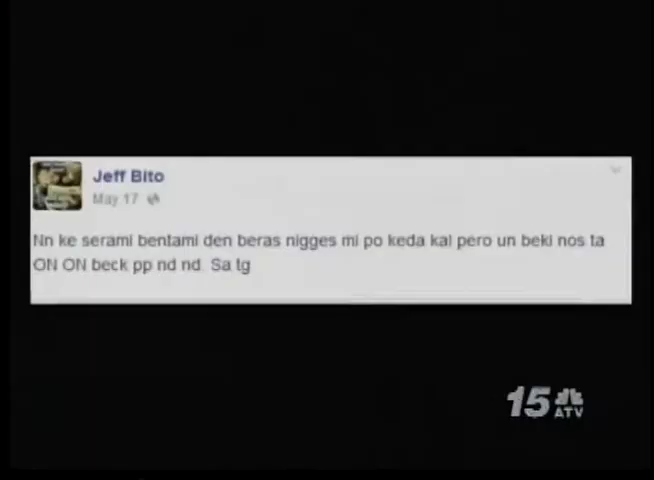 Jeff Bito
May 17
Nn ke serami bentami den beras nigges mi po keda kal pero un beki nos ta
ON ON beck pp nd nd. Sa tg
15 ATV